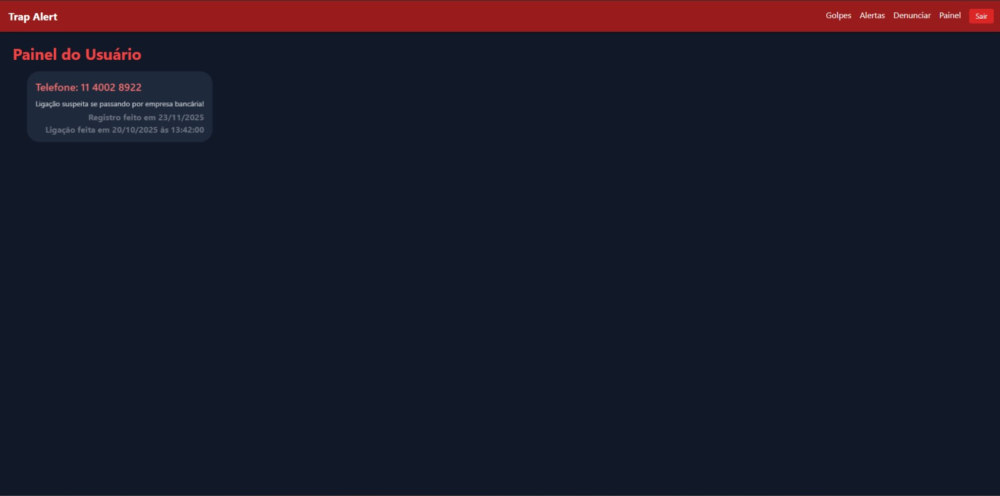 Trap Alert
Golpes Alertas Denunciar Painel Sair
Painel do Usuário
Telefone: 11 4002 8922
Ligação suspeita se passando por empresa bancária!
Registro feito em 23/11/2025
Ligação feita em 20/10/2025 às 13:42:00